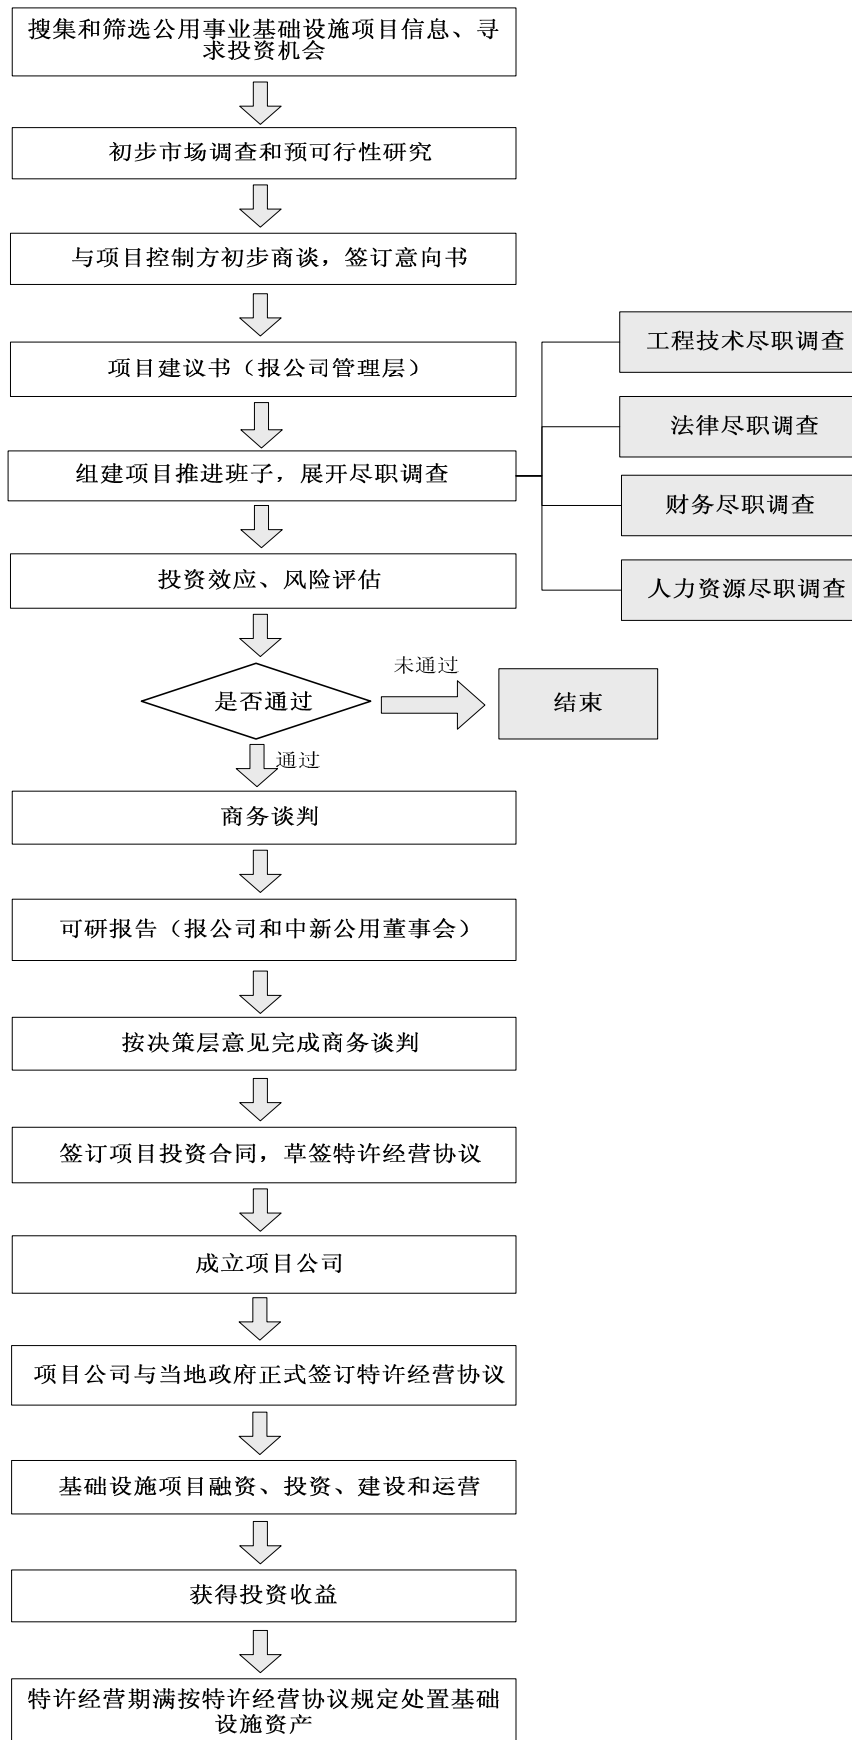 搜集和筛选公用事业基础设施项目信息、寻
求投资机会
初步市场调查和预可行性研究
与项目控制方初步商谈，签订意向书
项目建议书（报公司管理层）
组建项目推进班子，展开尽职调查
工程技术尽职调查
法律尽职调查
财务尽职调查
人力资源尽职调查
投资效应、风险评估
是否通过
未通过
结束
通过
商务谈判
可研报告（报公司和中新公用董事会）
按决策层意见完成商务谈判
签订项目投资合同，草签特许经营协议
成立项目公司
项目公司与当地政府正式签订特许经营协议
基础设施项目融资、投资、建设和运营
获得投资收益
特许经营期满按特许经营协议规定处置基础
设施资产